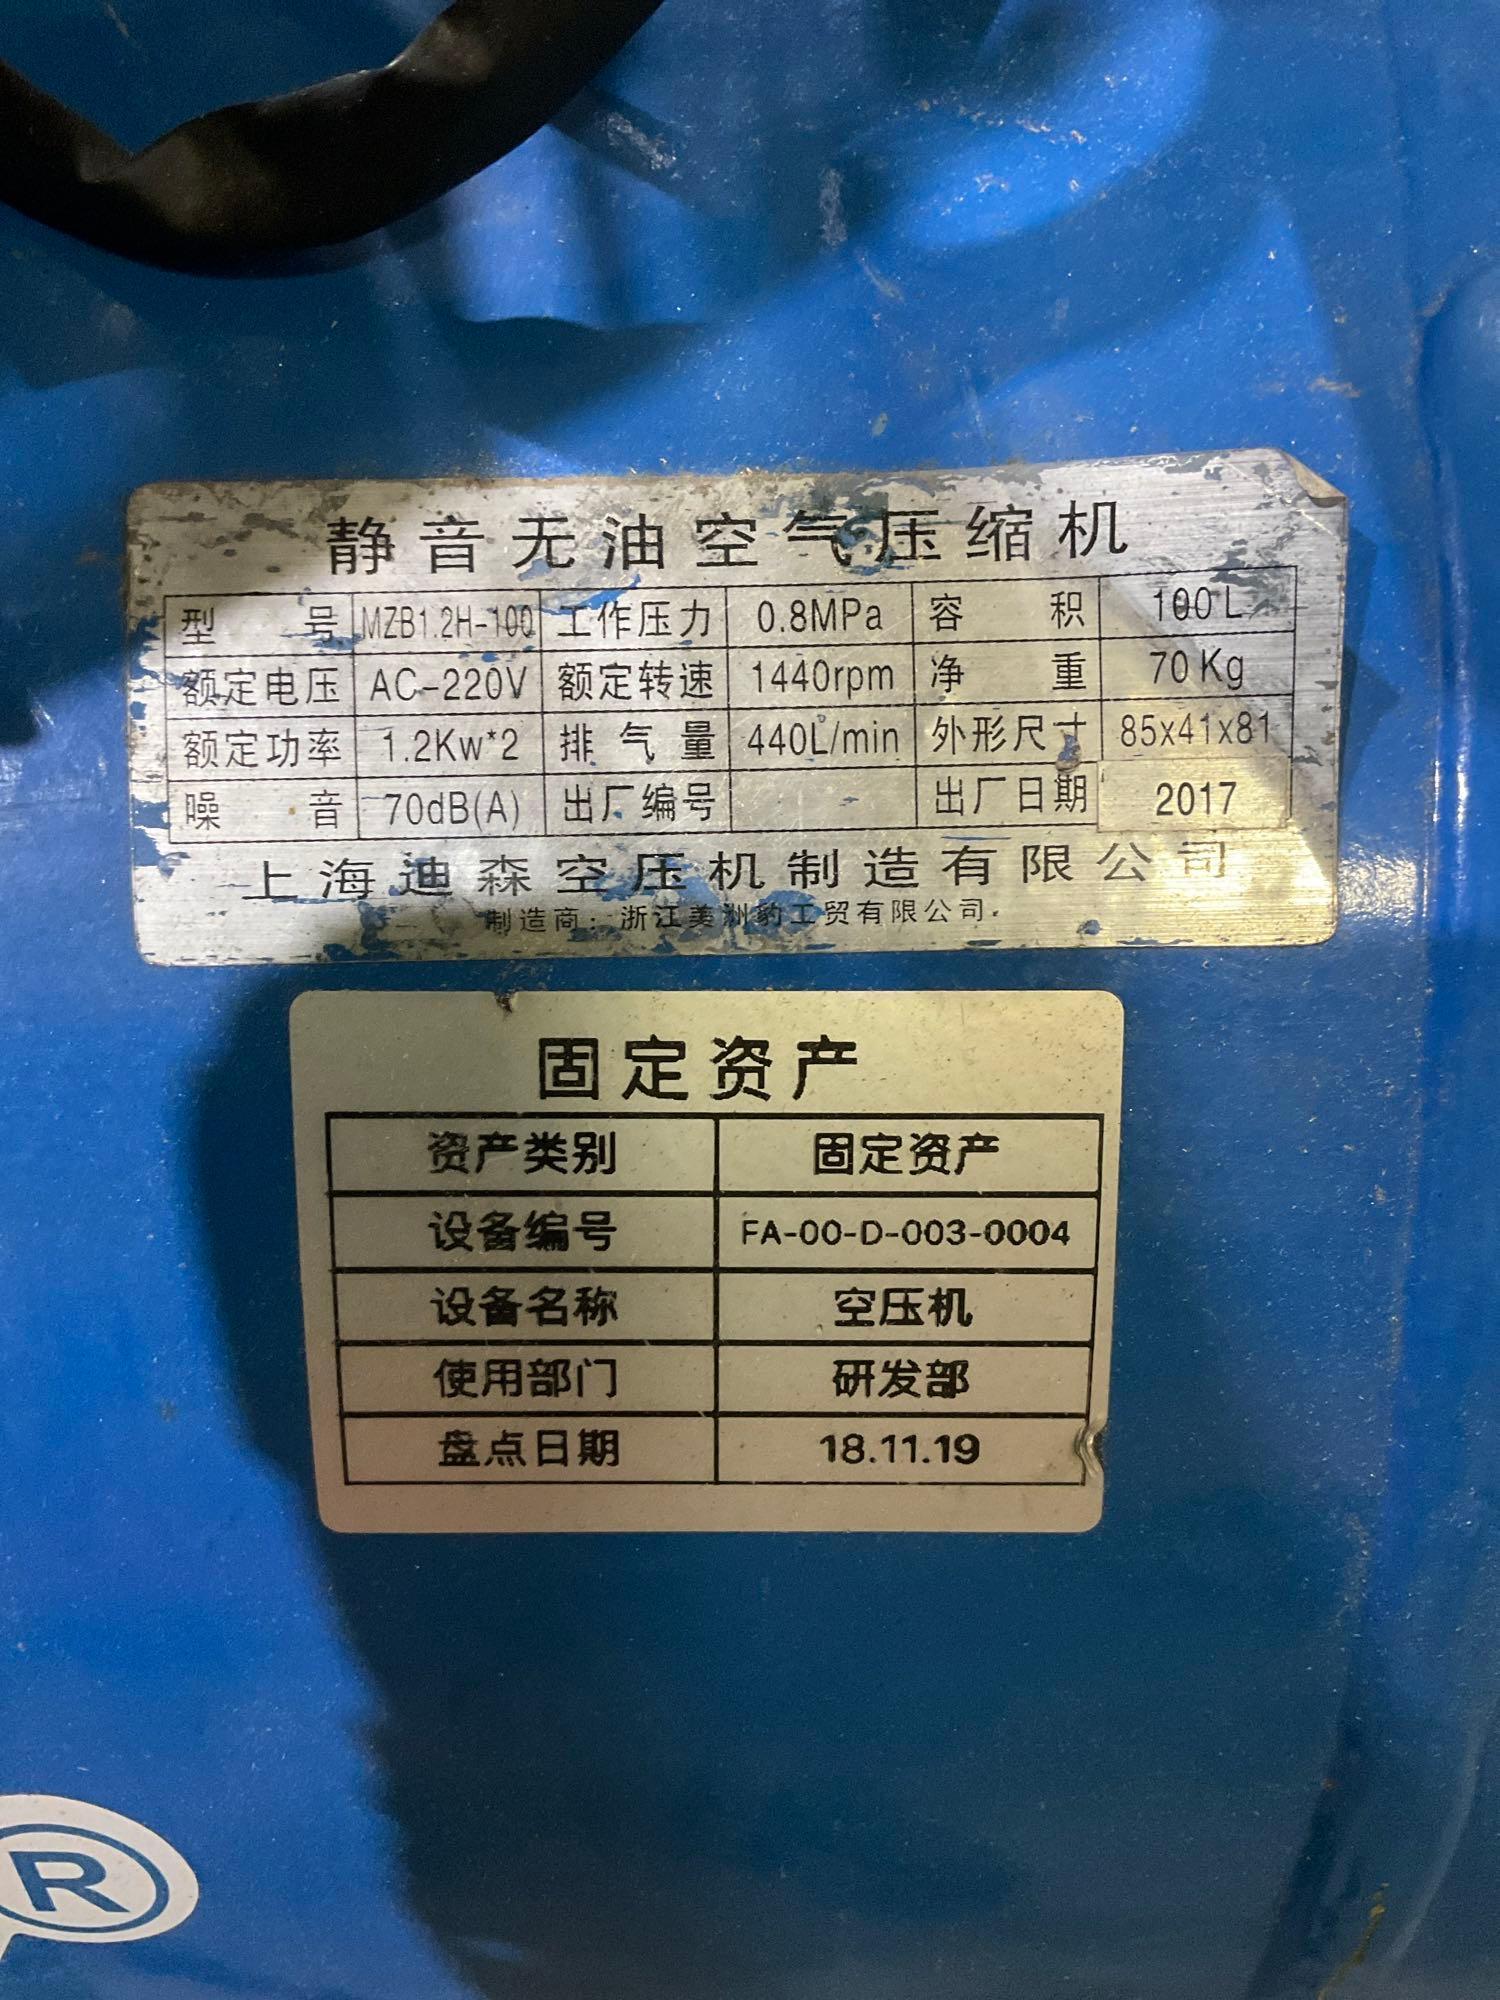 静音无油空气压缩机
型号 MZB1.2H-100 工作压力 0.8MPa 容积 100L
额定电压 AC-220V 额定转速 1440rpm 净重 70Kg
额定功率 1.2Kw*2 排气量 440L/min 外形尺寸 85x41x81
噪音 70dB(A) 出厂编号 出厂日期 2017
上海迪森空压机制造有限公司
制造商:浙江美洲豹工贸有限公司.
固定资产
资产类别 固定资产
设备编号 FA-00-D-003-0004
设备名称 空压机
使用部门 研发部
盘点日期 18.11.19
®